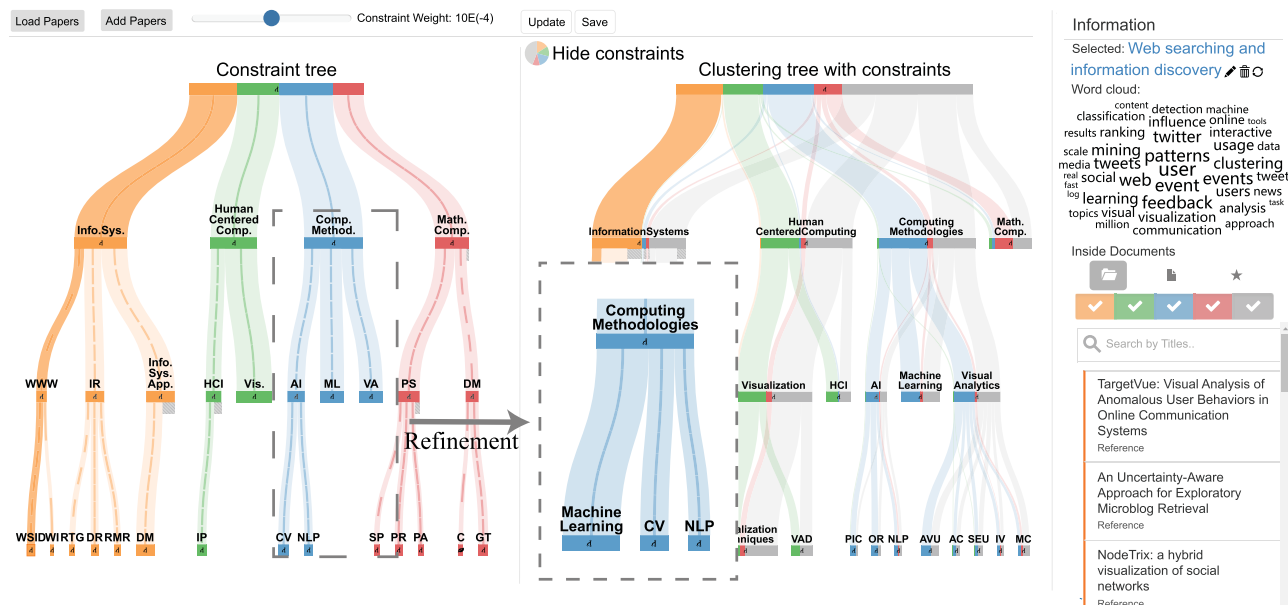 Load Papers
Add Papers
Constraint Weight: 10E(-4)
Update
Save
Hide constraints
Constraint tree
Clustering tree with constraints
Info.Sys.
Human
Centered
Comp.
Comp.
Method.
Math.
Comp.
WWW
IR
Info.
Sys.
App.
HCI
Vis.
AI
ML
VA
PS
DM
Refinement
WSIDWIRTG DR RMR DM
IP
CV NLP
SP PR PA
C GT
InformationSystems
Human
CenteredComputing
Computing
Methodologies
Math.
Comp.
Computing
Methodologies
Machine
Learning
CV
NLP
Visualization
HCI
AI
Machine
Learning
Visual
Analytics
alization
niques
VAD
PIC OR NLP AVU AC SEU IV MC
Information
Selected: Web searching and
information discovery
Word cloud:
content
classification
detection machine
influence online tools
results ranking
twitter
interactive
usage data
scale mining
patterns
media tweets
clustering
real
fast
log
social web
user
event
events tweet
users news
learning
feedback
analysis task
topics visual
visualization
approach
million
communication
Inside Documents
Search by Titles..
TargetVue: Visual Analysis of
Anomalous User Behaviors in
Online Communication
Systems
Reference
An Uncertainty-Aware
Approach for Exploratory
Microblog Retrieval
Reference
NodeTrix: a hybrid
visualization of social
networks
Reference